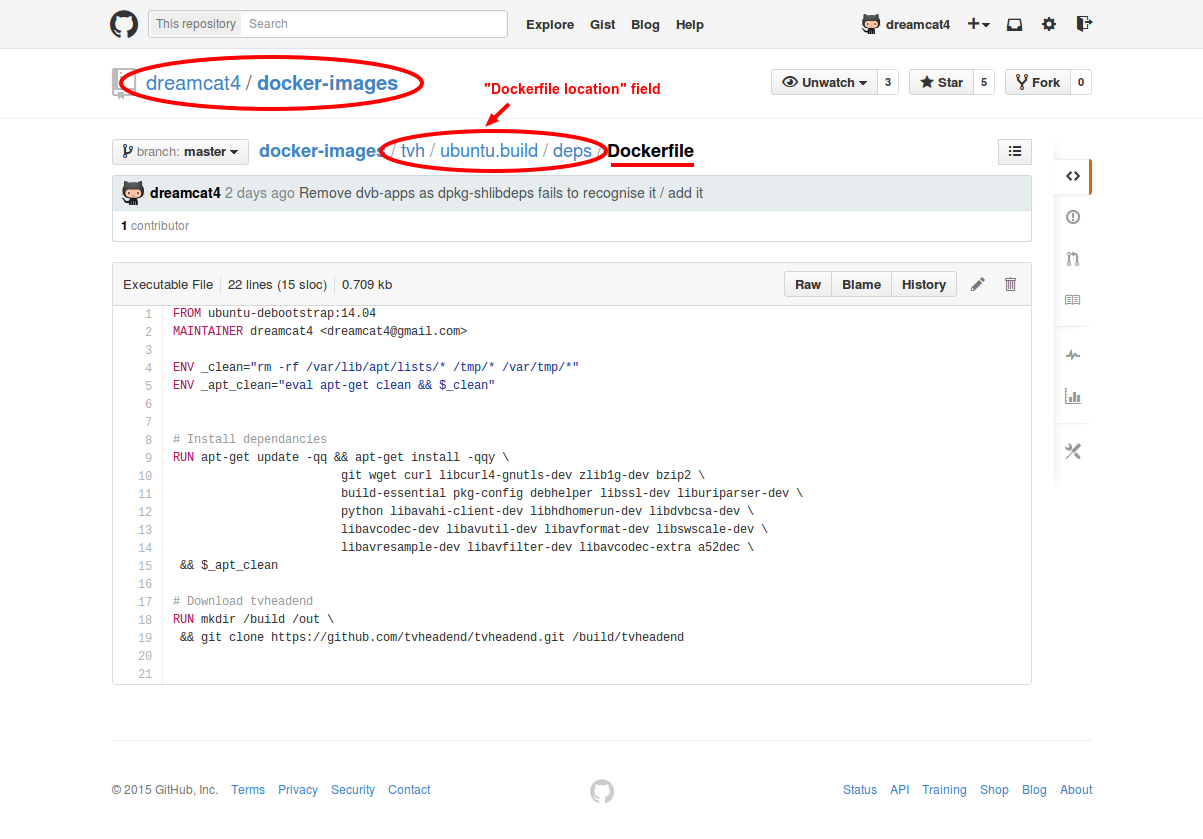 This repository Search Explore Gist Blog Help dreamcat4
dreamcat4 / docker-images Unwatch 3 Star 5 Fork 0
"Dockerfile location" field
branch: master docker-images / tvh / ubuntu.build / deps / Dockerfile
dreamcat4 2 days ago Remove dvb-apps as dpkg-shlibdeps fails to recognise it / add it
1 contributor
Executable File 22 lines (15 sloc) 0.709 kb Raw Blame History
1 FROM ubuntu-debootstrap:14.04
2 MAINTAINER dreamcat4 <dreamcat4@gmail.com>
3
4 ENV _clean="rm -rf /var/lib/apt/lists/* /tmp/* /var/tmp/*"
5 ENV _apt_clean="eval apt-get clean && $_clean"
6
7
8 # Install dependancies
9 RUN apt-get update -qq && apt-get install -qqy \
10 git wget curl libcurl4-gnutls-dev zlib1g-dev bzip2 \
11 build-essential pkg-config debhelper libssl-dev liburiparser-dev \
12 python libavahi-client-dev libhdhomerun-dev libdvbcsa-dev \
13 libavcodec-dev libavutil-dev libavformat-dev libswscale-dev \
14 libavresample-dev libavfilter-dev libavcodec-extra a52dec \
15 && $_apt_clean
16
17 # Download tvheadend
18 RUN mkdir /build /out \
19 && git clone https://github.com/tvheadend/tvheadend.git /build/tvheadend
20
21
© 2015 GitHub, Inc. Terms Privacy Security Contact Status API Training Shop Blog About